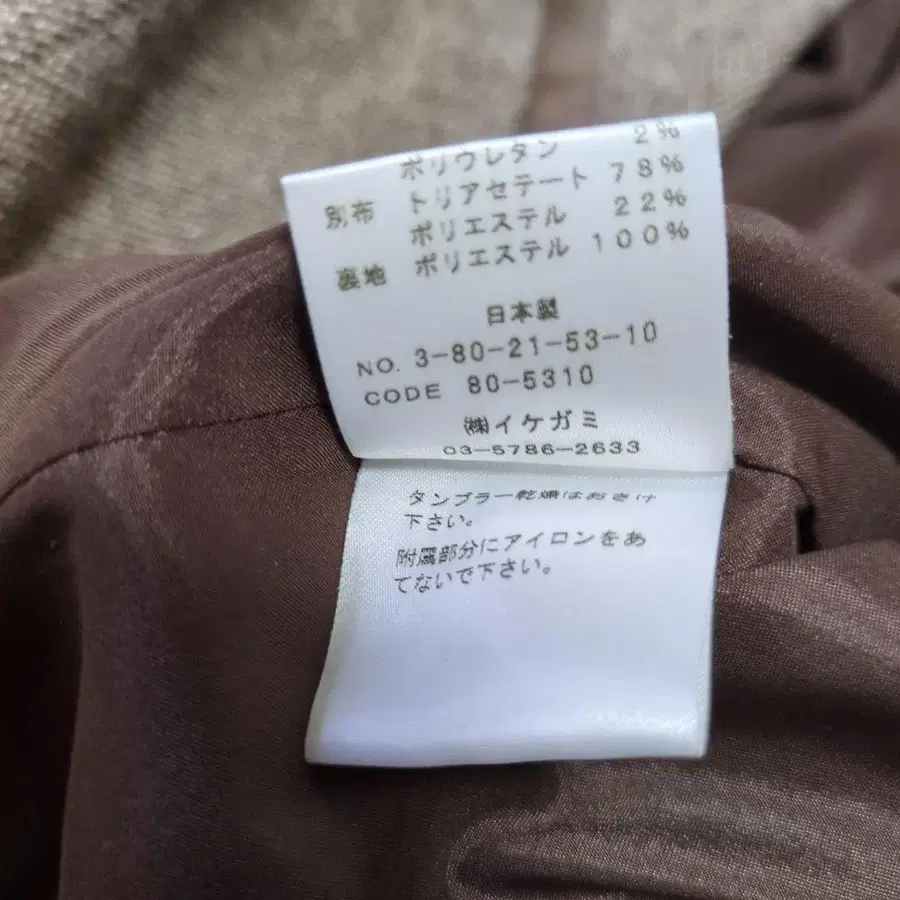 ポリウレタン 2%
別布 トリアセテート 78%
ポリエステル 22%
裏地 ポリエステル 100%
日本製
NO. 3-80-21-53-10
CODE 80-5310
㈱イケガミ
03-5786-2633
タンブラー乾燥はおさけ
下さい。
附属部分にアイロンをあ
てないで下さい。